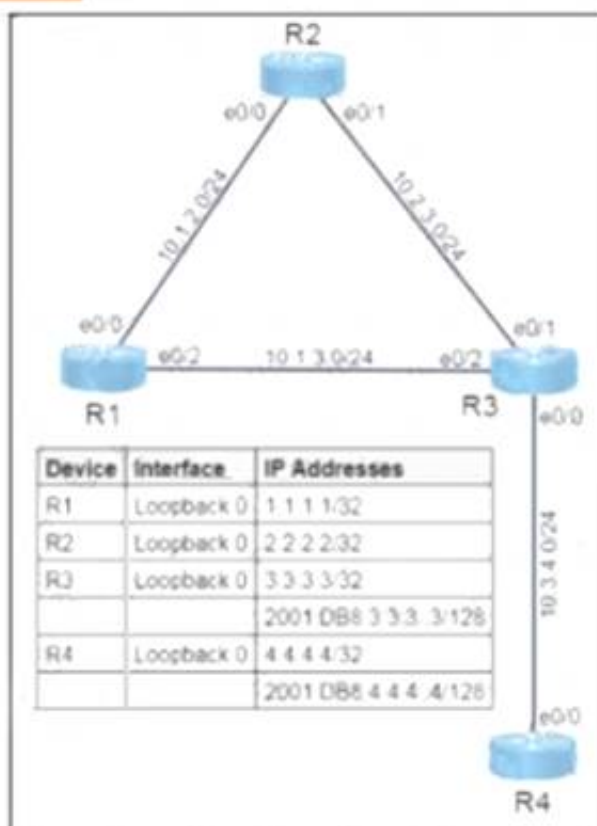 R2
e0/0
e0/1
10.1.2.0/24
10.2.3.0/24
e0/0
e0/1
e0/2
10.1.3.0/24
e0/2
R1
R3
e0/0
Device Interface IP Addresses
R1 Loopback 0 1.1.1.1/32
R2 Loopback 0 2.2.2.2/32
R3 Loopback 0 3.3.3.3/32
2001:DB8:3:3:3::3/128
R4 Loopback 0 4.4.4.4/32
2001:DB8:4:4:4::4/128
10.3.4.0/24
e0/0
R4